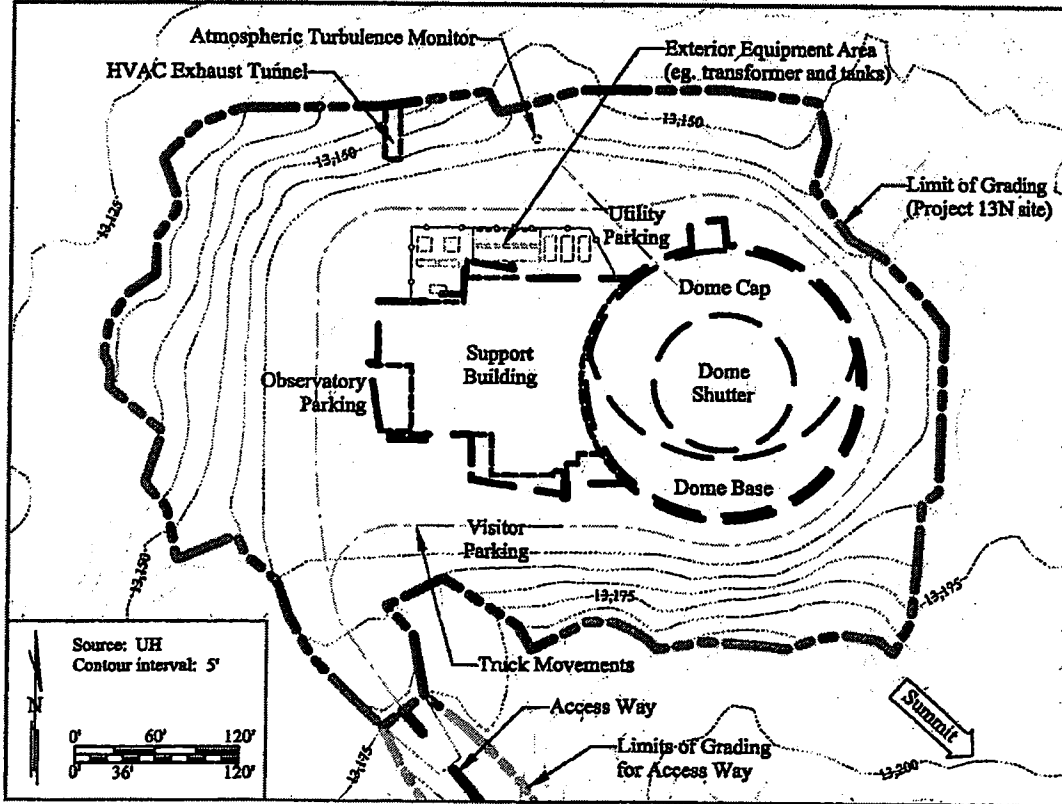 Atmospheric Turbulence Monitor
HVAC Exhaust Tunnel
Exterior Equipment Area
(eg. transformer and tanks)
13,150
13,150
13,125
Limit of Grading
(Project 13N site)
Utility
Parking
Dome Cap
Support
Building
Dome
Shutter
Observatory
Parking
Dome Base
Visitor
Parking
13,150
13,175
13,195
Truck Movements
Source: UH
Contour interval: 5'
N
0' 60' 120'
0' 36' 120'
Access Way
Summit
Limits of Grading
for Access Way
13,175
13,200